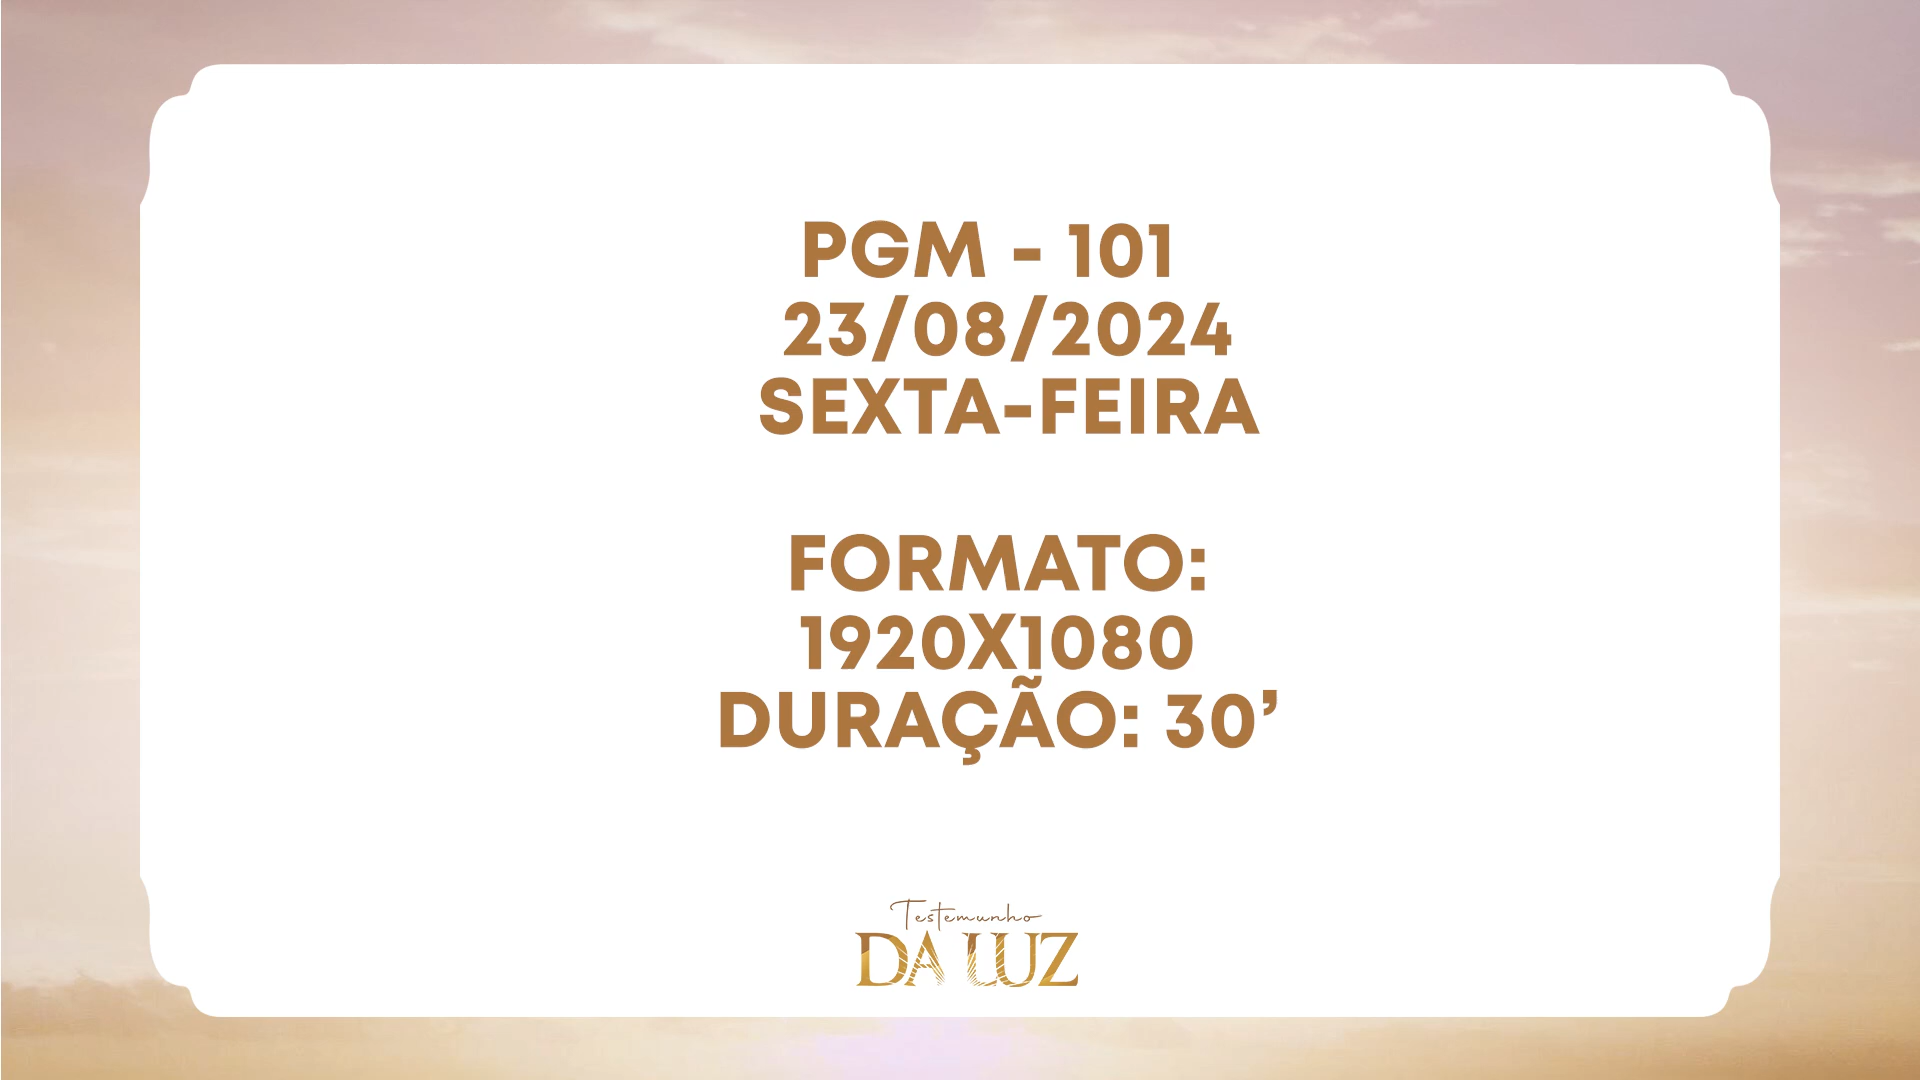 PGM - 101
23/08/2024
SEXTA-FEIRA
FORMATO:
1920X1080
DURAÇÃO: 30’
Testemunho
DA LUZ